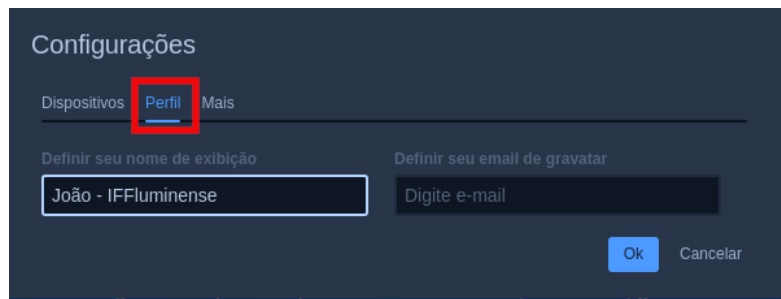 Configurações
Dispositivos Perfil Mais
Definir seu nome de exibição Definir seu email de gravatar
João - IFFluminense Digite e-mail
Ok Cancelar